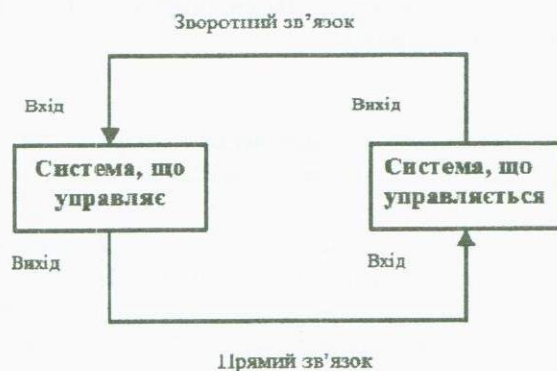 Зворотний зв'язок
Вхід
Вихід
Система, що
управляє
Система, що
управляється
Вихід
Вхід
Прямий зв'язок